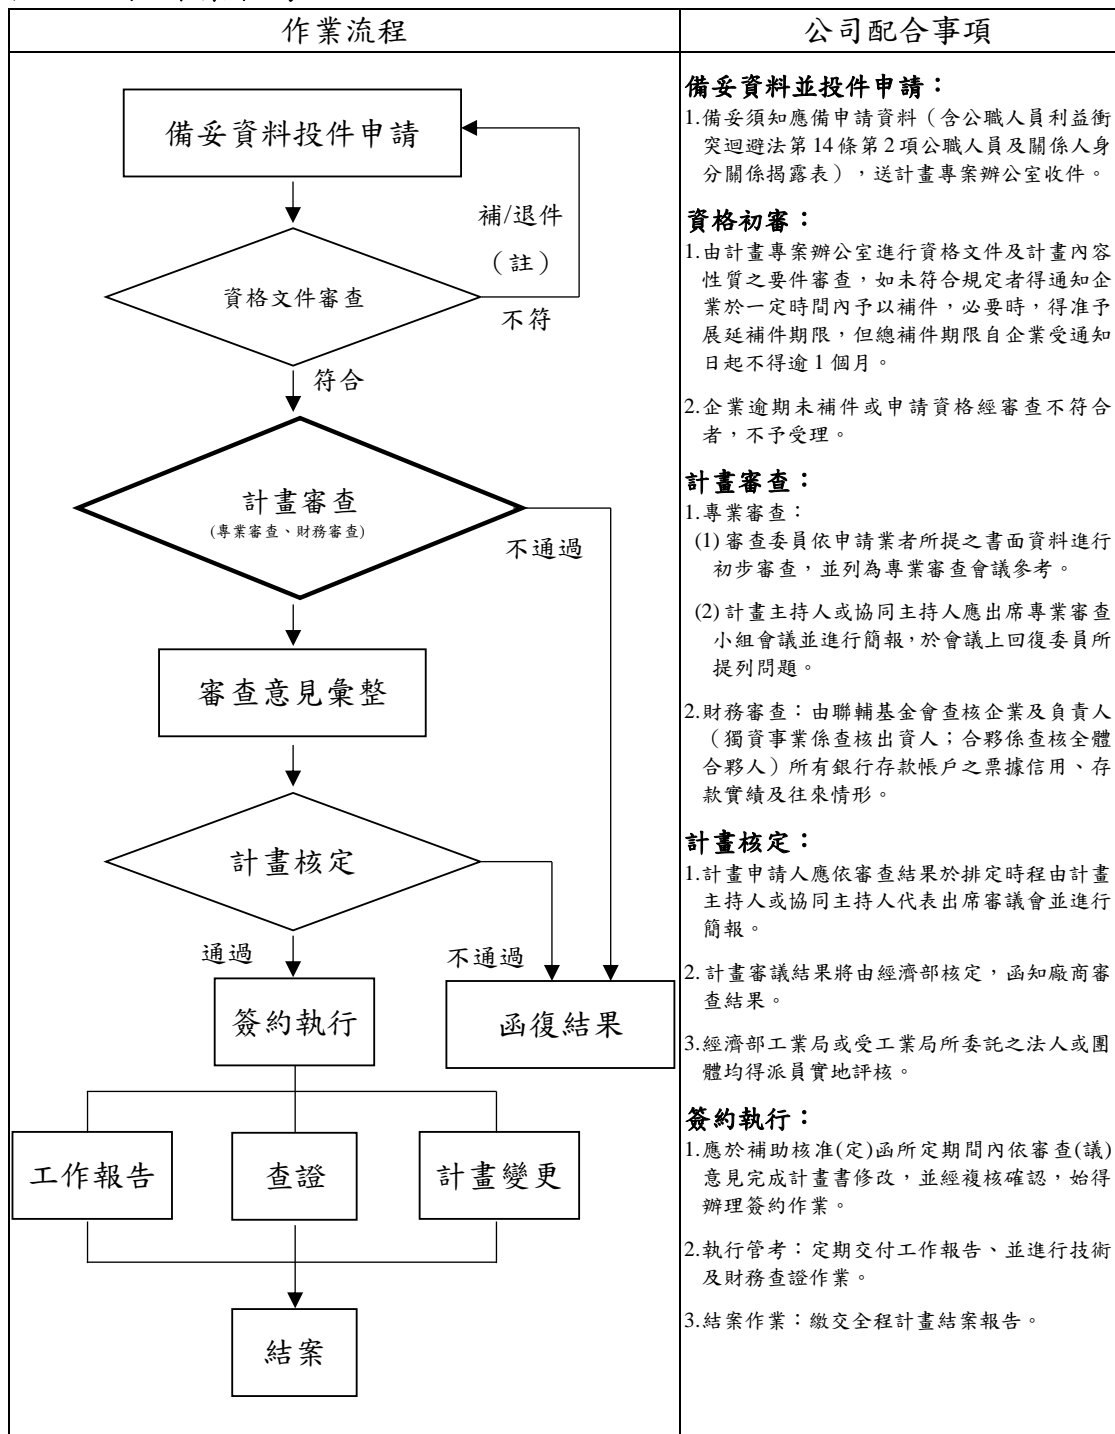 作業流程
公司配合事項
備妥資料投件申請
補/退件
（註）
資格文件審查
不符
符合
計畫審查
(專業審查、財務審查)
不通過
審查意見彙整
計畫核定
通過
不通過
簽約執行
函復結果
工作報告
查證
計畫變更
結案
備妥資料並投件申請：
1.備妥須知應備申請資料（含公職人員利益衝
突迴避法第14條第2項公職人員及關係人身
分關係揭露表），送計畫專案辦公室收件。
資格初審：
1.由計畫專案辦公室進行資格文件及計畫內容
性質之要件審查，如未符合規定者得通知企
業於一定時間內予以補件，必要時，得准予
展延補件期限，但總補件期限自企業受通知
日起不得逾1個月。
2.企業逾期未補件或申請資格經審查不符合
者，不予受理。
計畫審查：
1.專業審查：
(1)審查委員依申請業者所提之書面資料進行
初步審查，並列為專業審查會議參考。
(2)計畫主持人或協同主持人應出席專業審查
小組會議並進行簡報，於會議上回復委員所
提列問題。
2.財務審查：由聯輔基金會查核企業及負責人
（獨資事業係查核出資人；合夥係查核全體
合夥人）所有銀行存款帳戶之票據信用、存
款實績及往來情形。
計畫核定：
1.計畫申請人應依審查結果於排定時程由計畫
主持人或協同主持人代表出席審議會並進行
簡報。
2.計畫審議結果將由經濟部核定，函知廠商審
查結果。
3.經濟部工業局或受工業局所委託之法人或團
體均得派員實地評核。
簽約執行：
1.應於補助核准(定)函所定期間內依審查(議)
意見完成計畫書修改，並經複核確認，始得
辦理簽約作業。
2.執行管考：定期交付工作報告、並進行技術
及財務查證作業。
3.結案作業：繳交全程計畫結案報告。